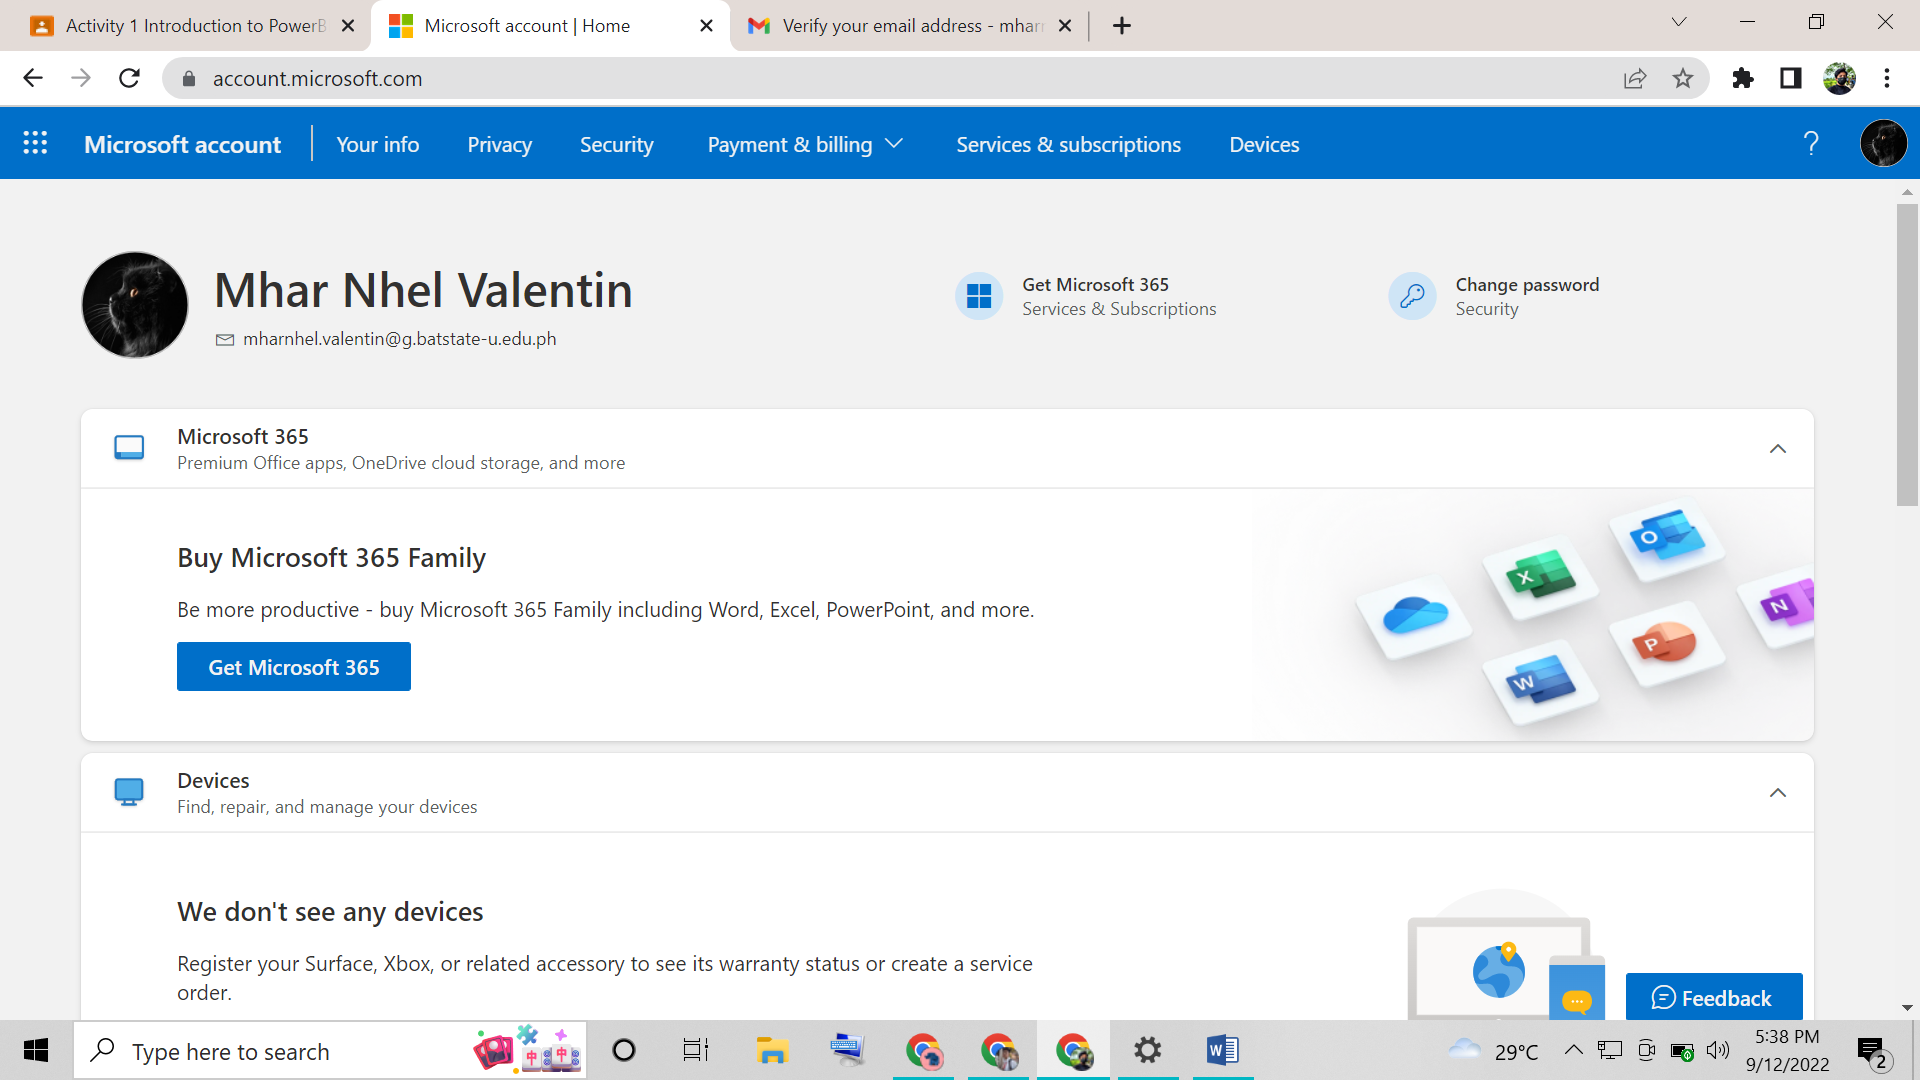 Activity 1 Introduction to PowerB
Microsoft account | Home
Verify your email address - mharn
account.microsoft.com
Microsoft account
Your info
Privacy
Security
Payment & billing
Services & subscriptions
Devices
?
Mhar Nhel Valentin
mharnhel.valentin@g.batstate-u.edu.ph
Get Microsoft 365
Services & Subscriptions
Change password
Security
Microsoft 365
Premium Office apps, OneDrive cloud storage, and more
Buy Microsoft 365 Family
Be more productive - buy Microsoft 365 Family including Word, Excel, PowerPoint, and more.
Get Microsoft 365
Devices
Find, repair, and manage your devices
We don't see any devices
Register your Surface, Xbox, or related accessory to see its warranty status or create a service
order.
Feedback
Type here to search
29°C
5:38 PM
9/12/2022
2